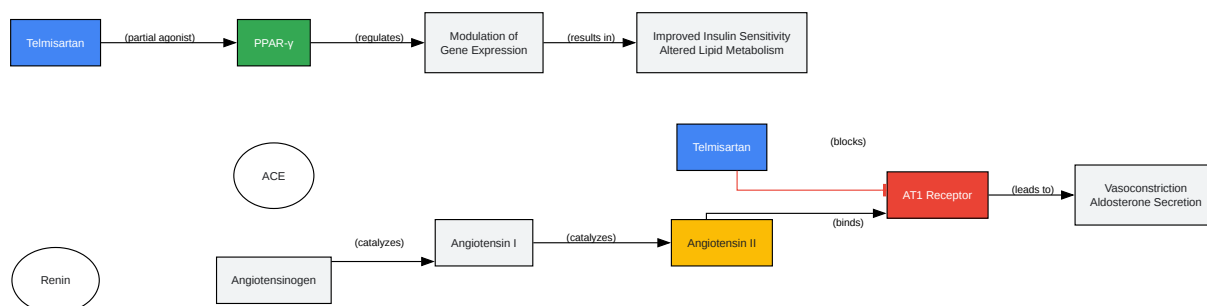 Telmisartan
(partial agonist)
PPAR-γ
(regulates)
Modulation of
Gene Expression
(results in)
Improved Insulin Sensitivity
Altered Lipid Metabolism
Telmisartan
(blocks)
ACE
AT1 Receptor
(leads to)
Vasoconstriction
Aldosterone Secretion
(binds)
Angiotensinogen
(catalyzes)
Angiotensin I
(catalyzes)
Angiotensin II
Renin